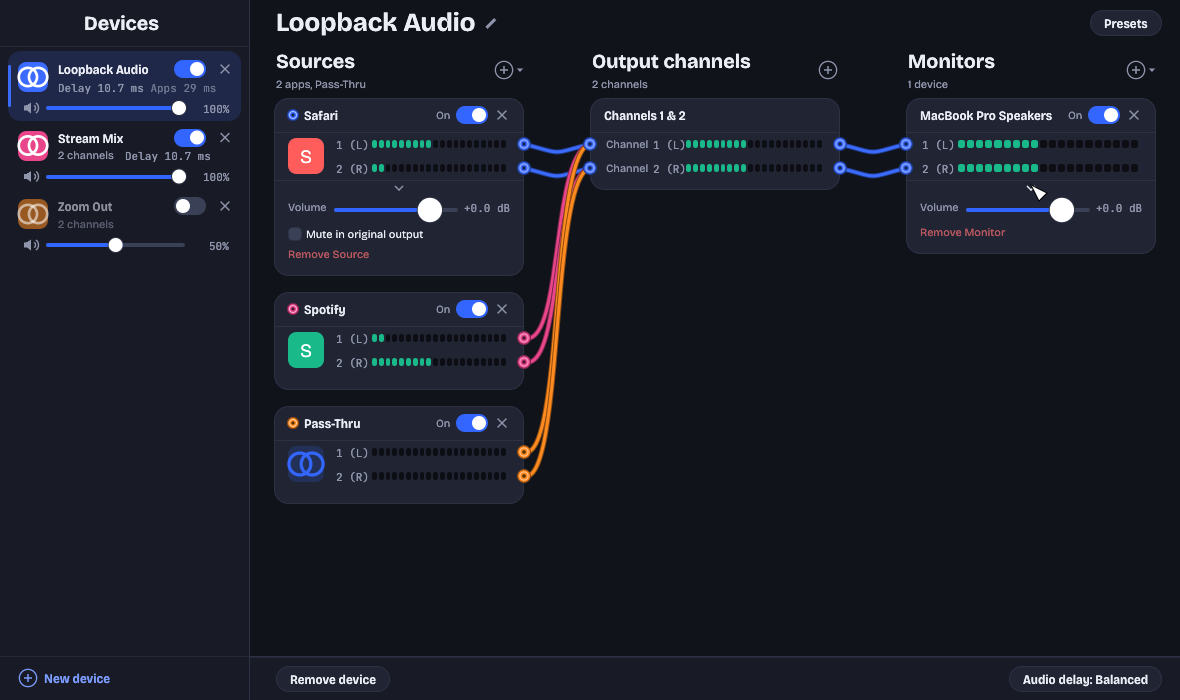 Devices
Loopback Audio
Delay 10.7 ms Apps 29 ms
100%
Stream Mix
2 channels Delay 10.7 ms
100%
Zoom Out
2 channels
50%
New device
Loopback Audio
Presets
Sources
2 apps, Pass-Thru
Safari On
S
1 (L)
2 (R)
Volume +0.0 dB
Mute in original output
Remove Source
Spotify On
S
1 (L)
2 (R)
Pass-Thru On
1 (L)
2 (R)
Output channels
2 channels
Channels 1 & 2
Channel 1 (L)
Channel 2 (R)
Monitors
1 device
MacBook Pro Speakers On
1 (L)
2 (R)
Volume +0.0 dB
Remove Monitor
Remove device
Audio delay: Balanced